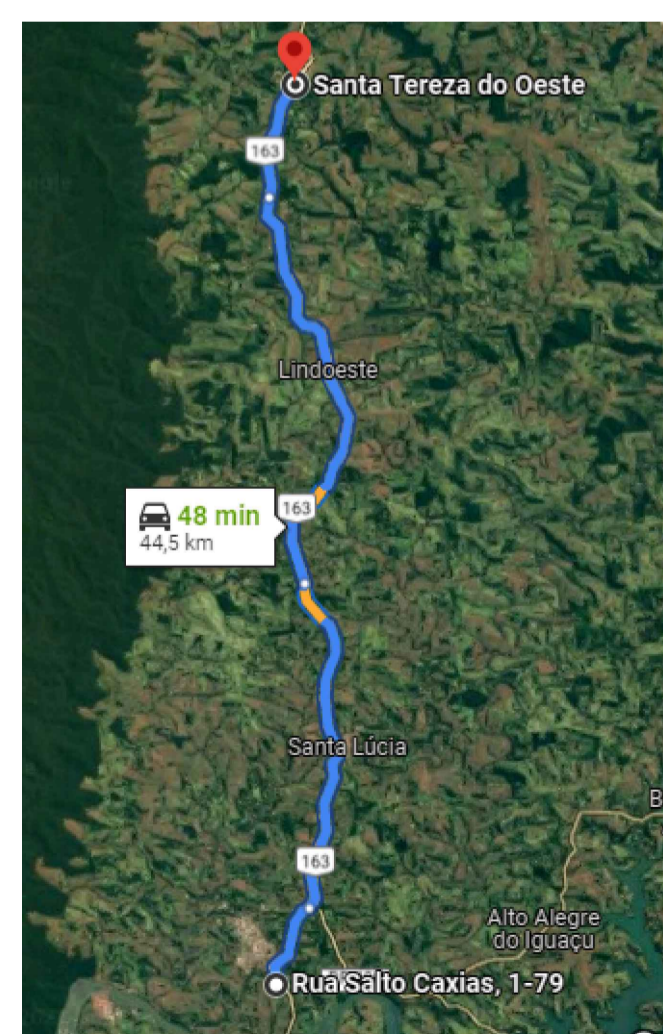 Santa Tereza do Oeste
163
Lindoeste
163
48 min
44,5 km
Santa Lúcia
B
163
Alto Alegre
do Iguaçu
Rua Salto Caxias, 1-79